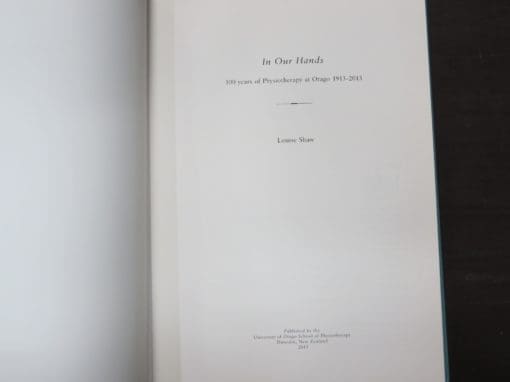 In Our Hands
100 years of Physiotherapy at Otago 1913-2013
Louise Shaw
Published by the
University of Otago School of Physiotherapy
Dunedin, New Zealand
2013